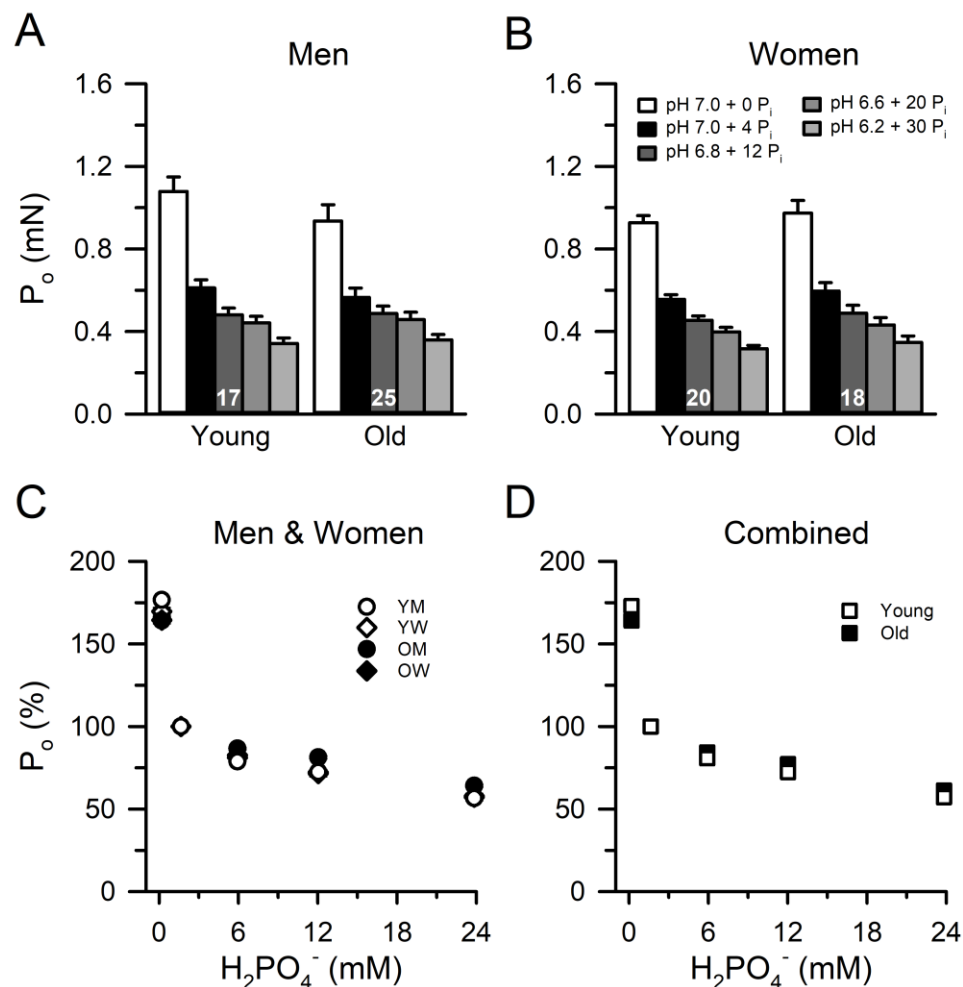 A
Men
1.6
1.2
0.8
0.4
0.0
P₀ (mN)
17
25
Young
Old
B
Women
1.6
1.2
0.8
0.4
0.0
pH 7.0 + 0 Pᵢ
pH 7.0 + 4 Pᵢ
pH 6.8 + 12 Pᵢ
pH 6.6 + 20 Pᵢ
pH 6.2 + 30 Pᵢ
20
18
Young
Old
C
Men & Women
200
150
100
50
0
P₀ (%)
YM
YW
OM
OW
0 6 12 18 24
H₂PO₄⁻ (mM)
D
Combined
200
150
100
50
0
Young
Old
0 6 12 18 24
H₂PO₄⁻ (mM)